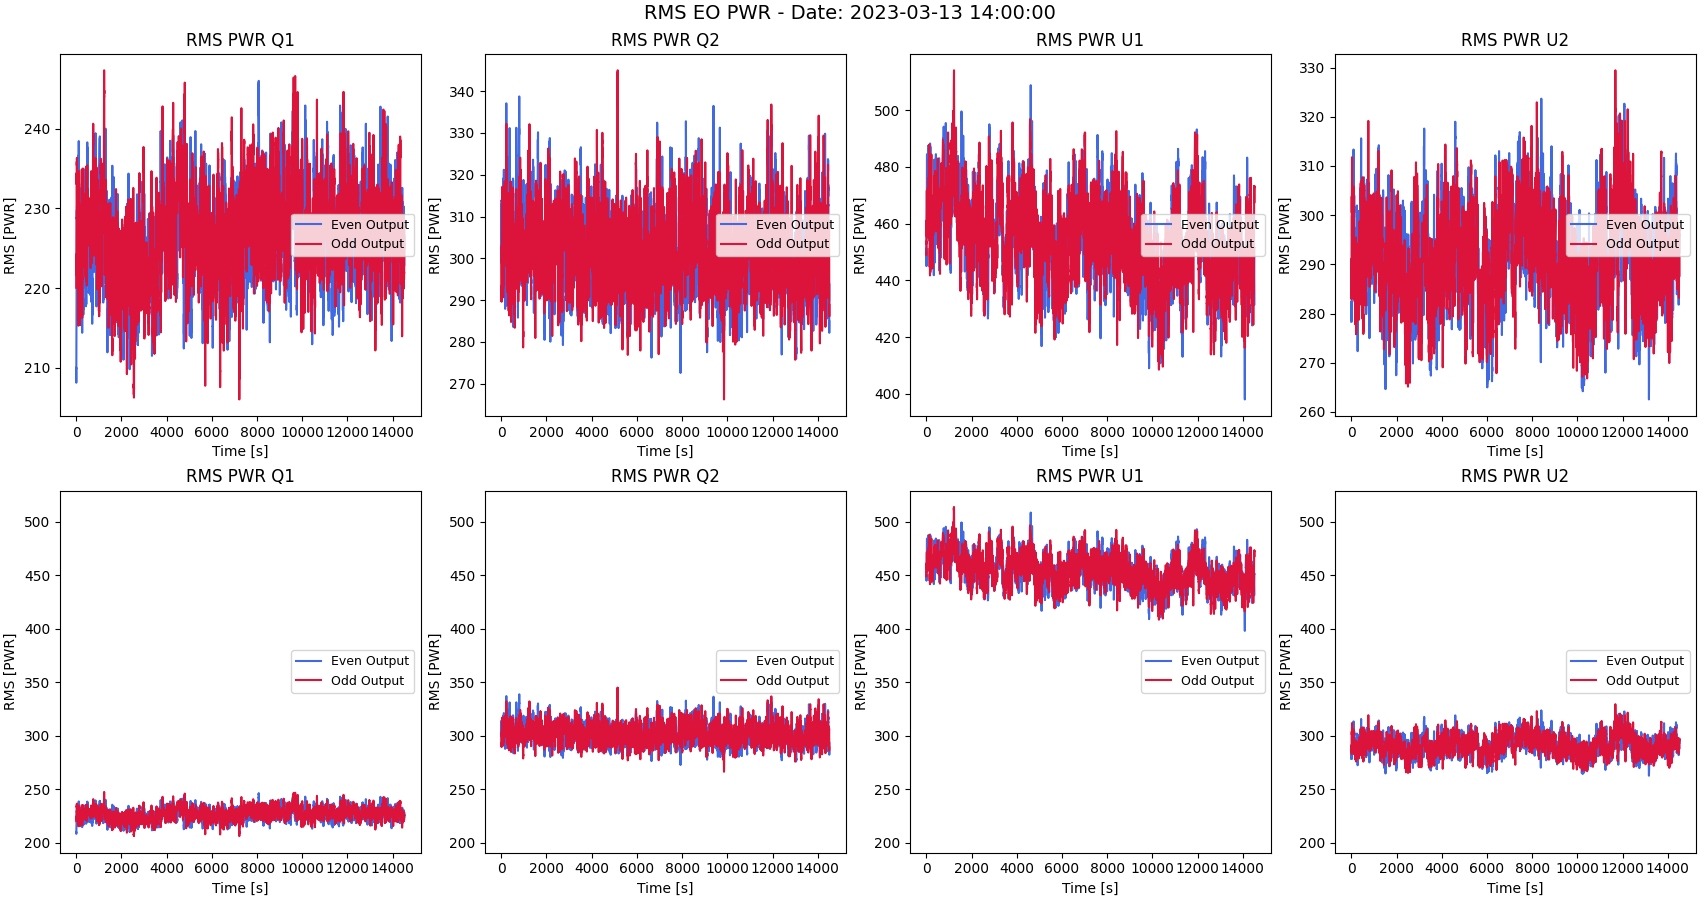 RMS EO PWR - Date: 2023-03-13 14:00:00
RMS PWR Q1
RMS [PWR]
240
230
220
210
Even Output
Odd Output
0 2000 4000 6000 8000 10000 12000 14000
Time [s]
RMS PWR Q2
RMS [PWR]
340
330
320
310
300
290
280
270
Even Output
Odd Output
0 2000 4000 6000 8000 10000 12000 14000
Time [s]
RMS PWR U1
RMS [PWR]
500
480
460
440
420
400
Even Output
Odd Output
0 2000 4000 6000 8000 10000 12000 14000
Time [s]
RMS PWR U2
RMS [PWR]
330
320
310
300
290
280
270
260
Even Output
Odd Output
0 2000 4000 6000 8000 10000 12000 14000
Time [s]
RMS PWR Q1
RMS [PWR]
500
450
400
350
300
250
200
Even Output
Odd Output
0 2000 4000 6000 8000 10000 12000 14000
Time [s]
RMS PWR Q2
RMS [PWR]
500
450
400
350
300
250
200
Even Output
Odd Output
0 2000 4000 6000 8000 10000 12000 14000
Time [s]
RMS PWR U1
RMS [PWR]
500
450
400
350
300
250
200
Even Output
Odd Output
0 2000 4000 6000 8000 10000 12000 14000
Time [s]
RMS PWR U2
RMS [PWR]
500
450
400
350
300
250
200
Even Output
Odd Output
0 2000 4000 6000 8000 10000 12000 14000
Time [s]